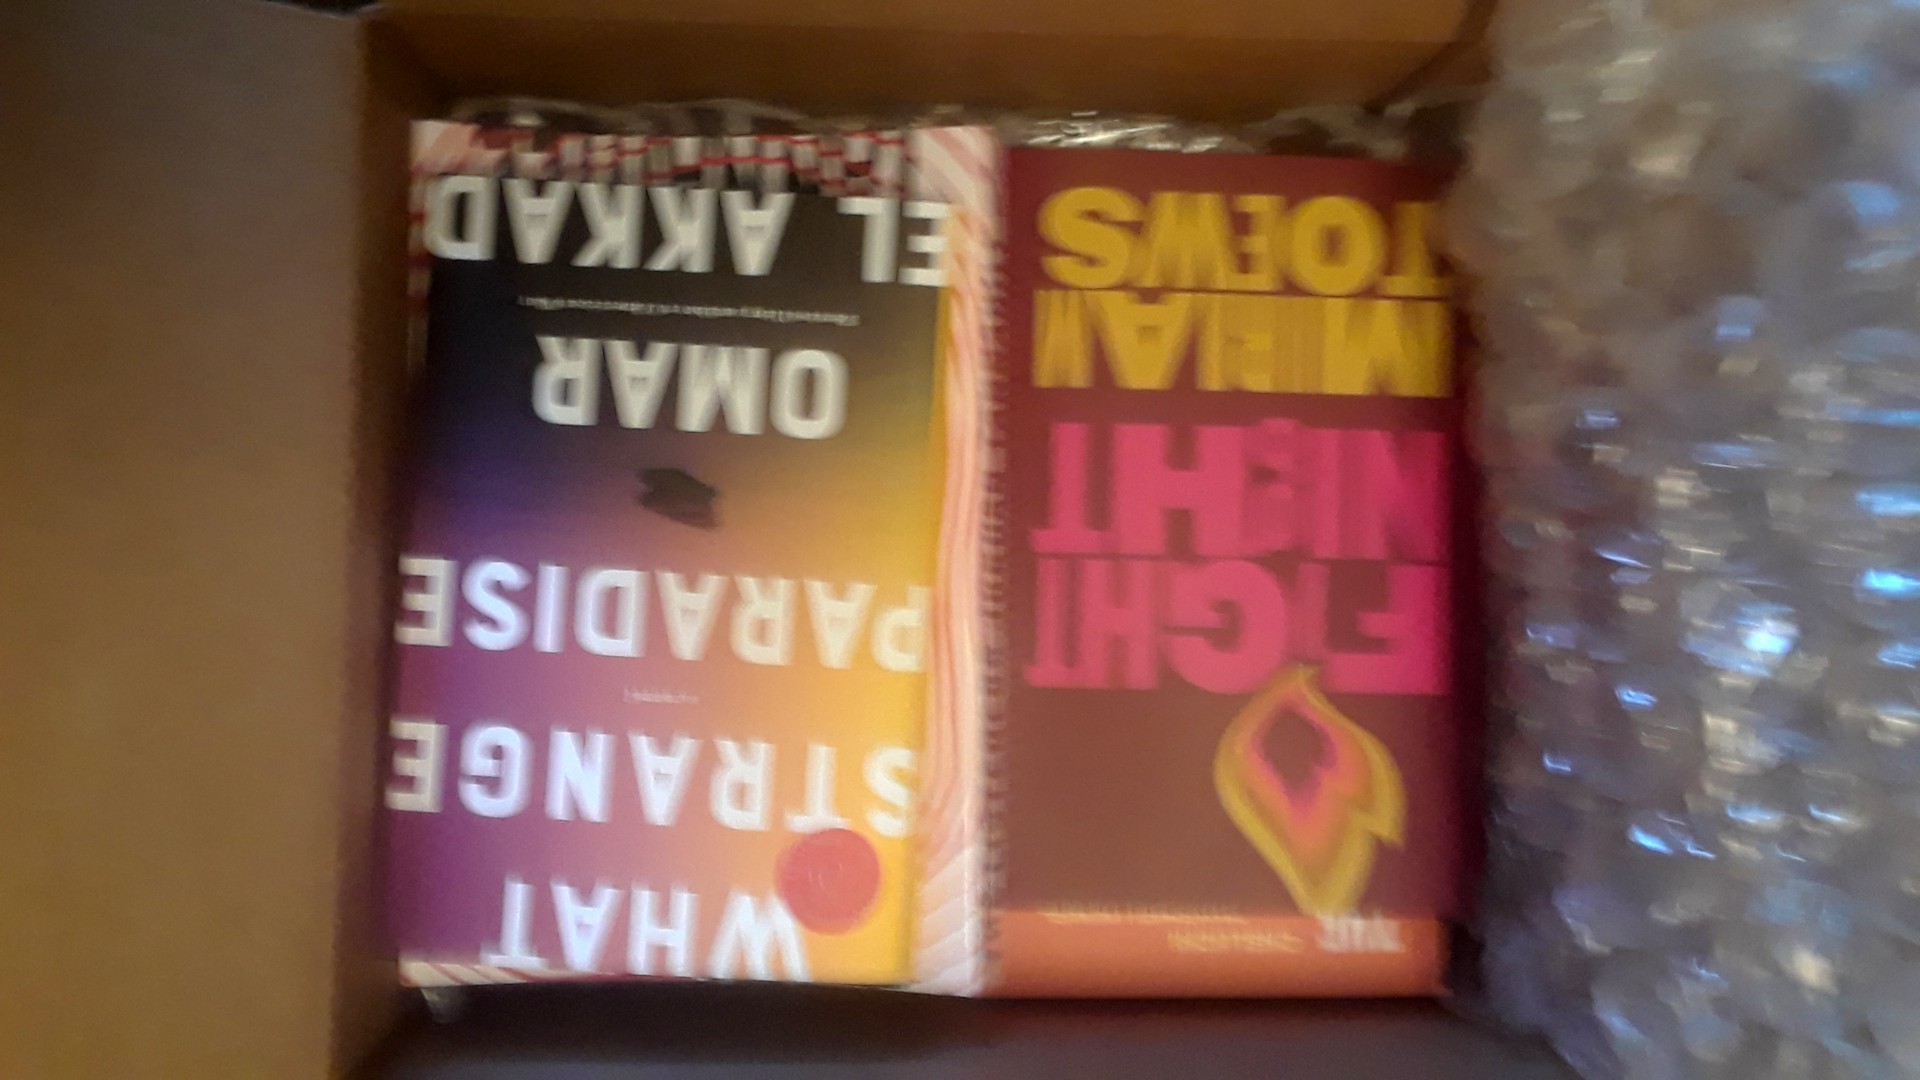 FIGHT
NIGHT
MIRIAM
TOEWS
WHAT
STRANGE
PARADISE
OMAR
EL AKKAD